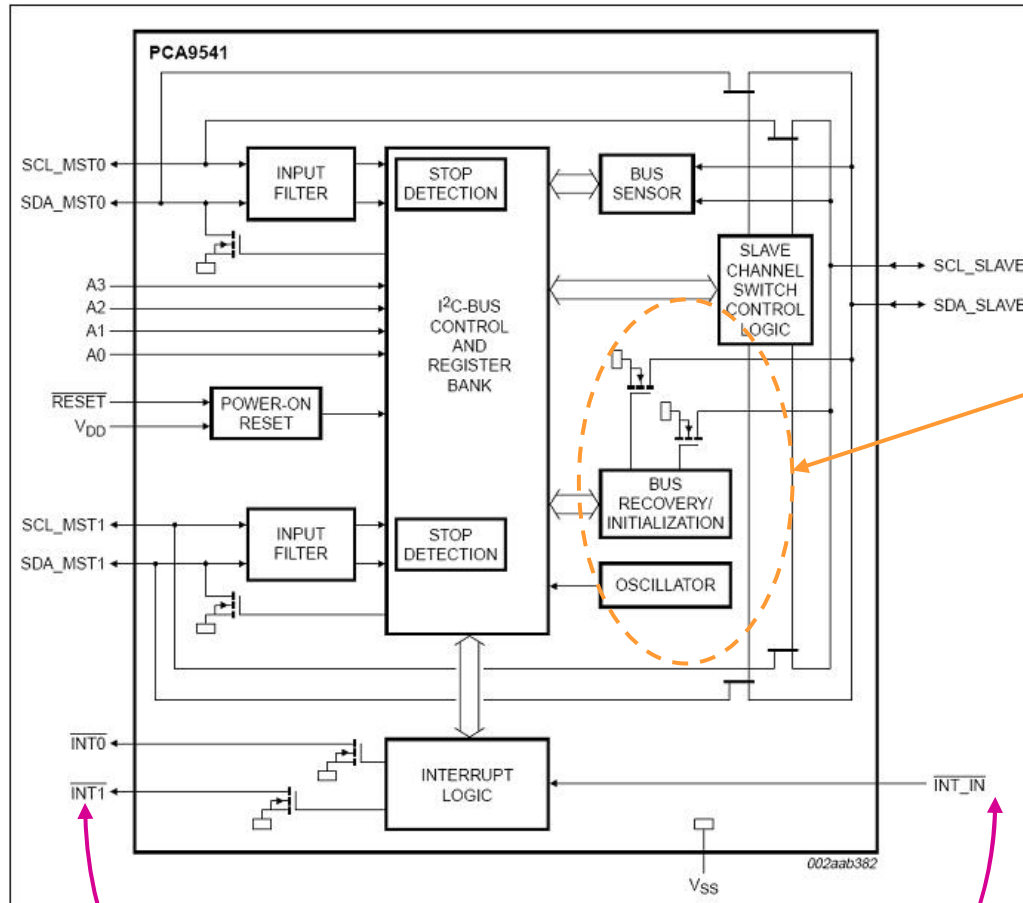 PCA9541
SCL_MST0
SDA_MST0
INPUT
FILTER
STOP
DETECTION
BUS
SENSOR
SLAVE
CHANNEL
SWITCH
CONTROL
LOGIC
SCL_SLAVE
SDA_SLAVE
A3
A2
A1
A0
I²C-BUS
CONTROL
AND
REGISTER
BANK
RESET
VDD
POWER-ON
RESET
BUS
RECOVERY/
INITIALIZATION
SCL_MST1
SDA_MST1
INPUT
FILTER
STOP
DETECTION
OSCILLATOR
INT0
INT1
INTERRUPT
LOGIC
INT_IN
VSS
002aab382